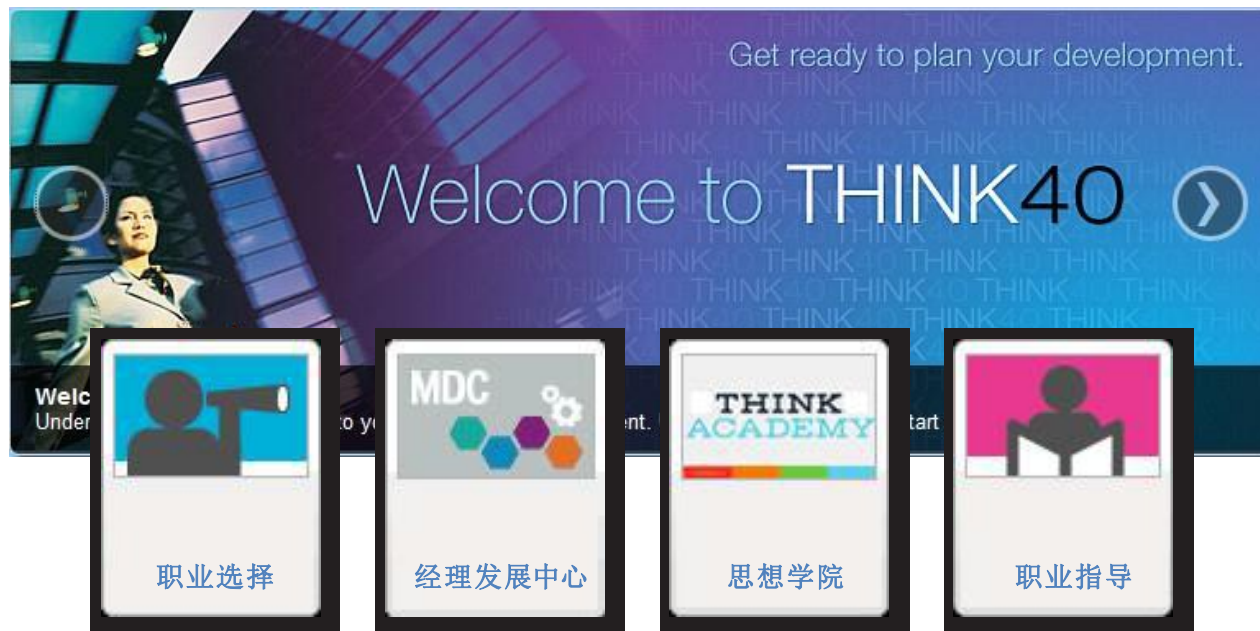 Get ready to plan your development.
Welcome to THINK40
Welc
Under
to yo
ent.
tart
MDC
THINK
ACADEMY
职业选择
经理发展中心
思想学院
职业指导